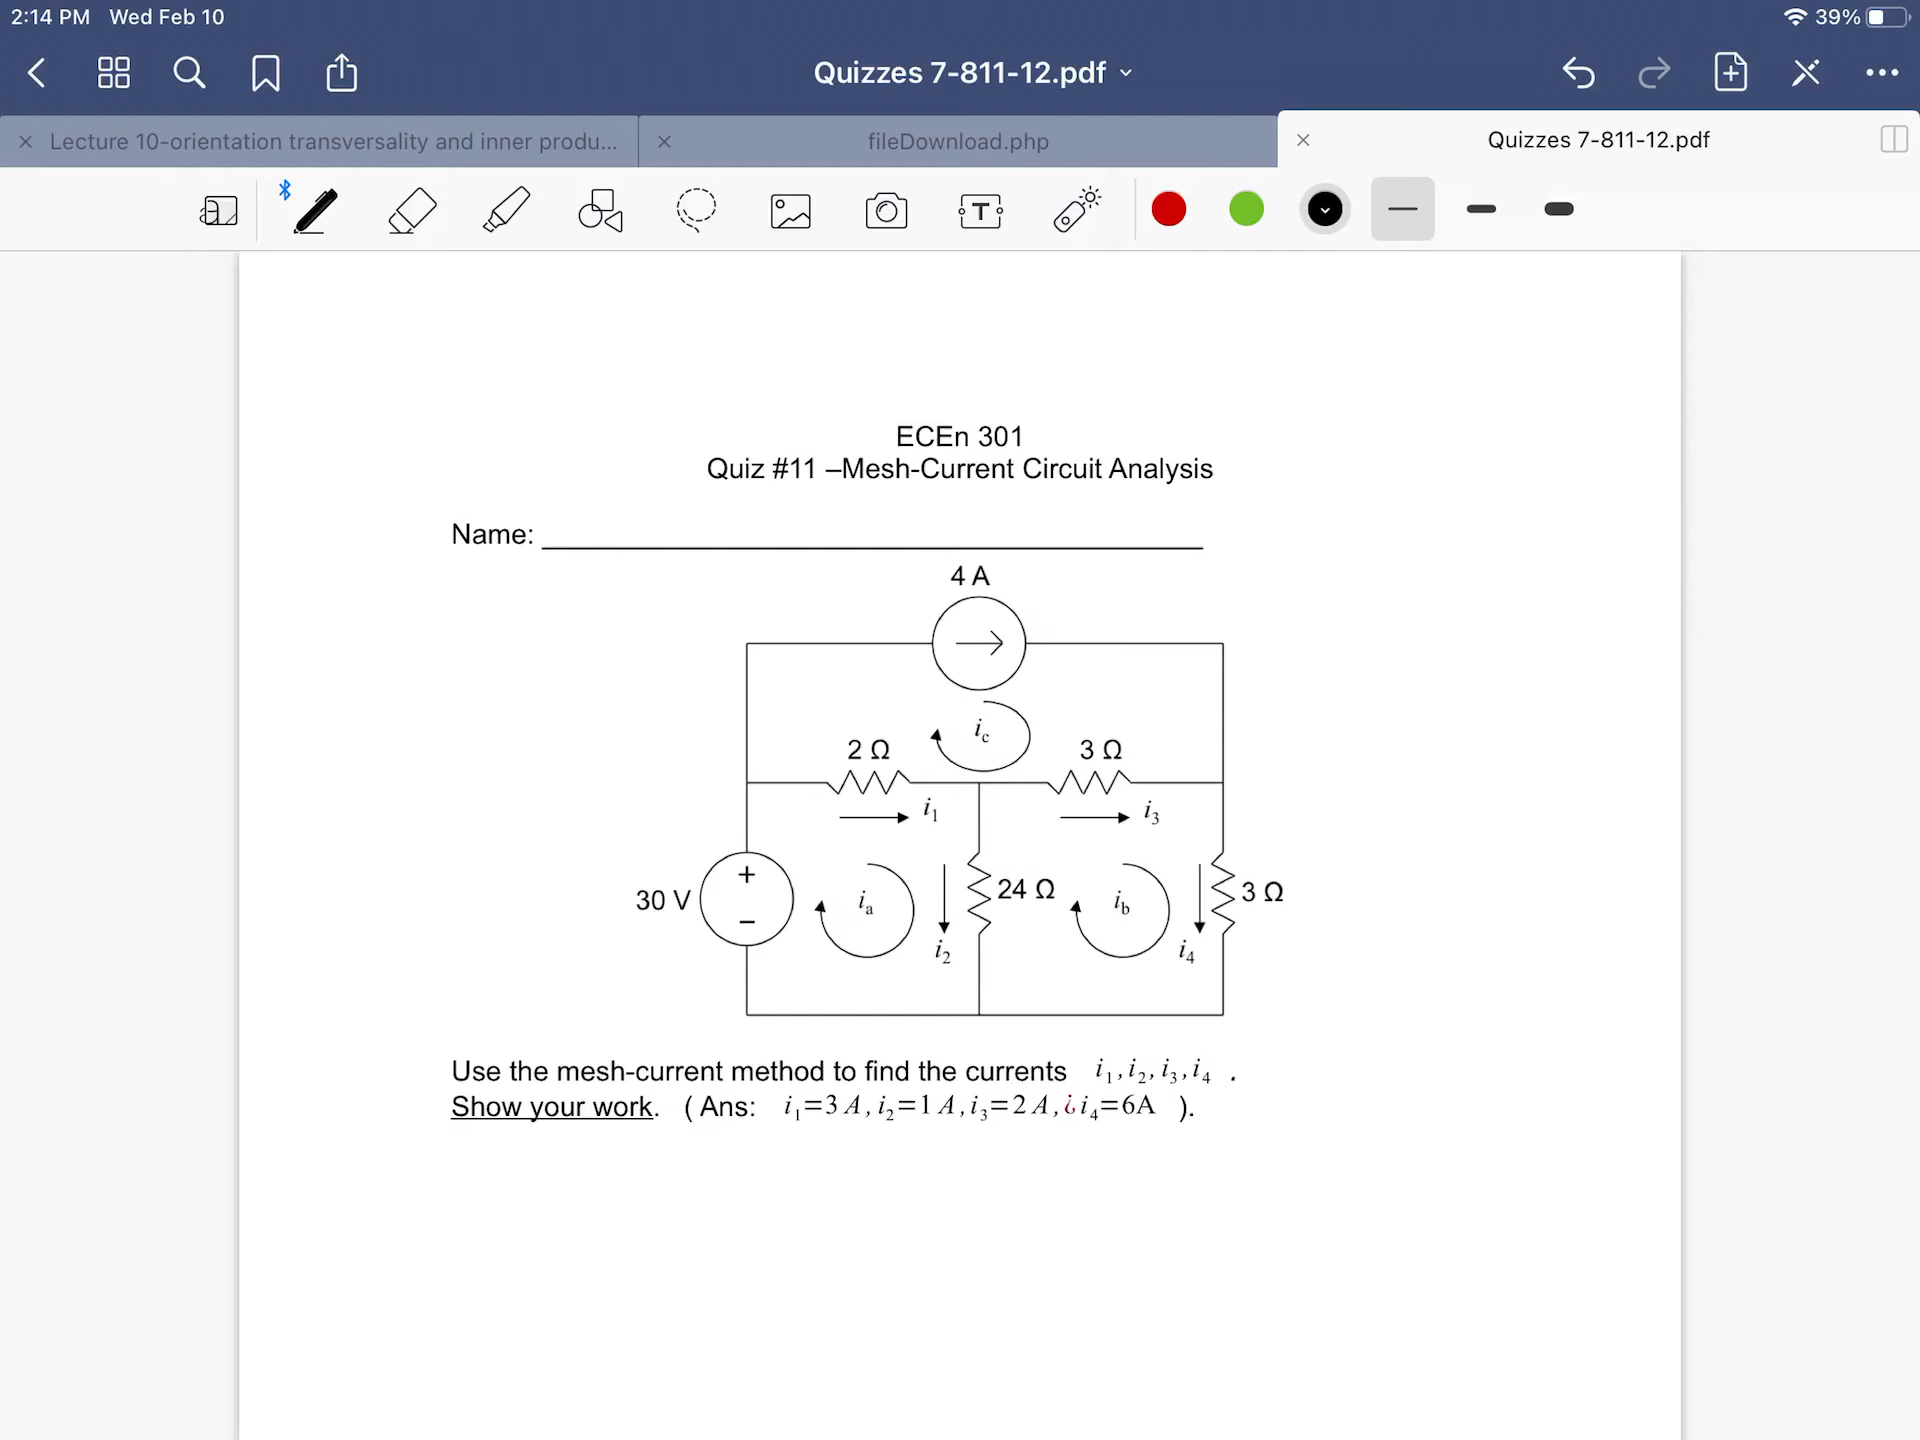 2:14 PM Wed Feb 10
39%
Quizzes 7-811-12.pdf
Lecture 10-orientation transversality and inner produ...
fileDownload.php
Quizzes 7-811-12.pdf
a
T
ECEn 301
Quiz #11 –Mesh-Current Circuit Analysis
Name:
4 A
i_c
2 Ω
3 Ω
i_1
i_3
30 V
+
–
i_a
24 Ω
i_b
3 Ω
i_2
i_4
Use the mesh-current method to find the currents i_1, i_2, i_3, i_4 .
Show your work. ( Ans: i_1=3 A, i_2=1 A, i_3=2 A, ¿ i_4=6A ).